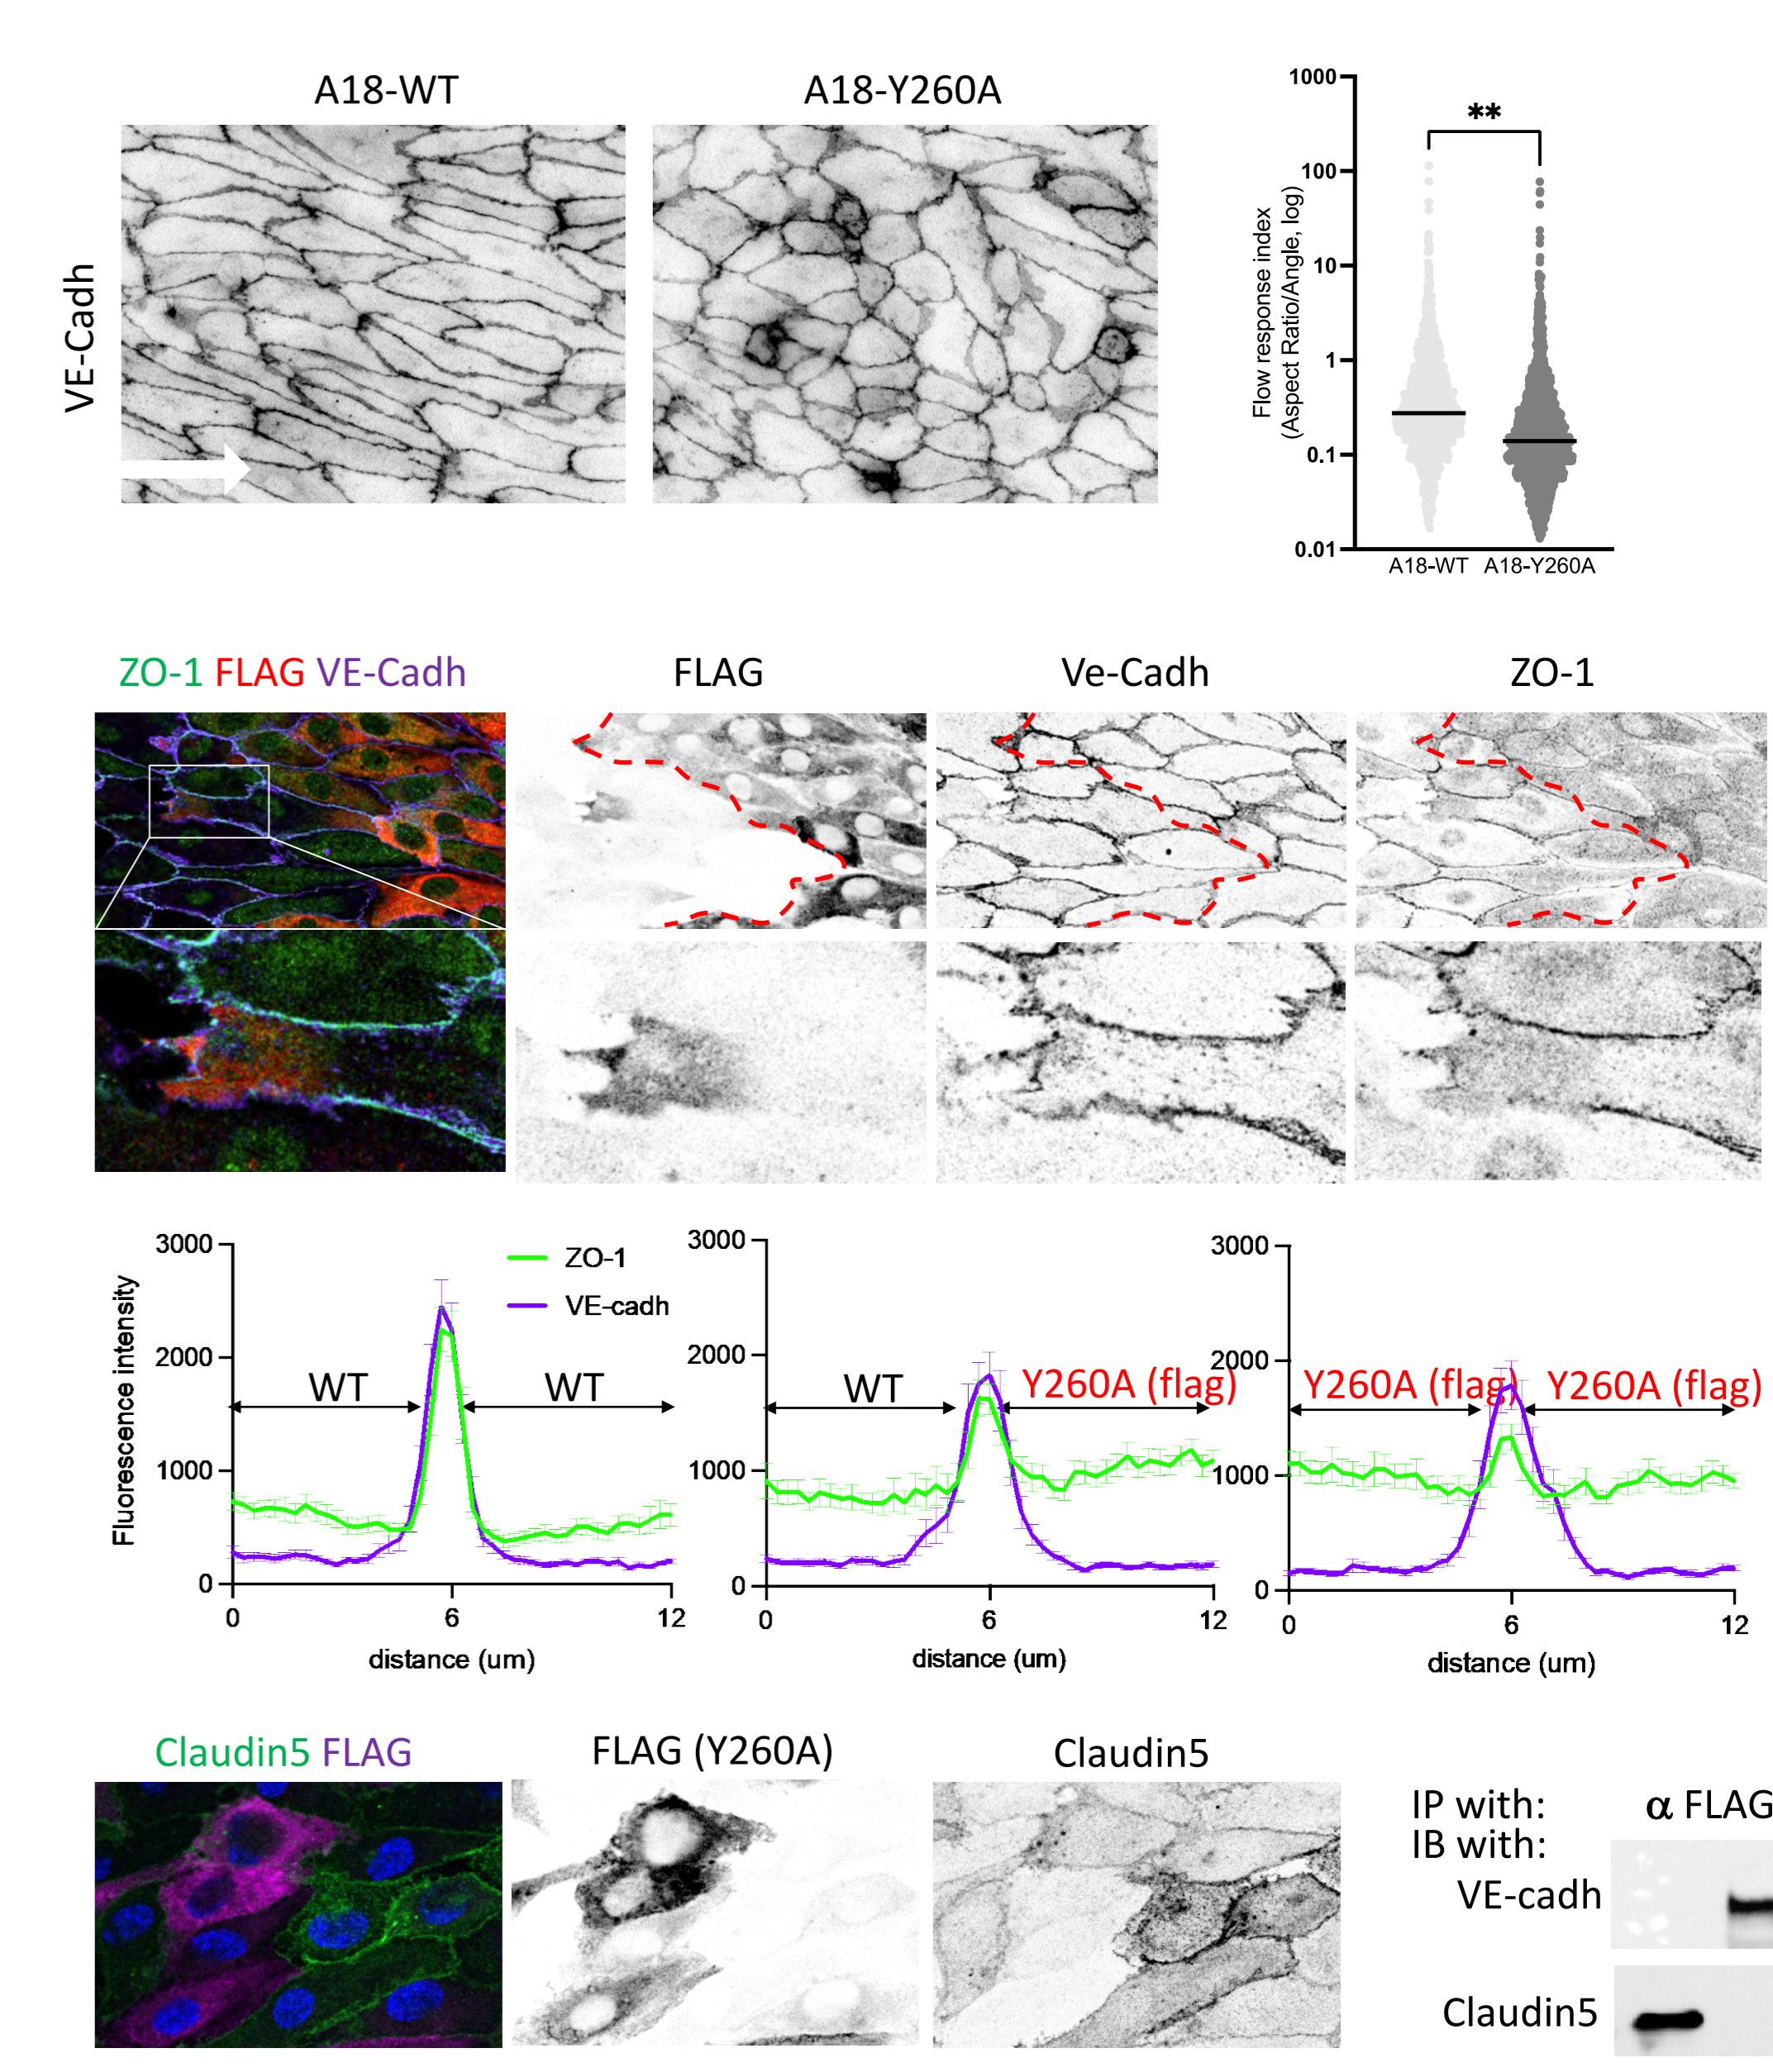 A18-WT
A18-Y260A
VE-Cadh
1000
100
10
1
0.1
0.01
**
Flow response index
(Aspect Ratio/Angle, log)
A18-WT
A18-Y260A
ZO-1 FLAG VE-Cadh
FLAG
Ve-Cadh
ZO-1
Fluorescence intensity
3000
2000
1000
0
ZO-1
VE-cadh
WT
WT
0
6
12
distance (um)
3000
2000
1000
0
WT
Y260A (flag)
0
6
12
distance (um)
3000
2000
1000
0
Y260A (flag)
Y260A (flag)
0
6
12
distance (um)
Claudin5 FLAG
FLAG (Y260A)
Claudin5
IP with: α FLAG
IB with:
VE-cadh
Claudin5